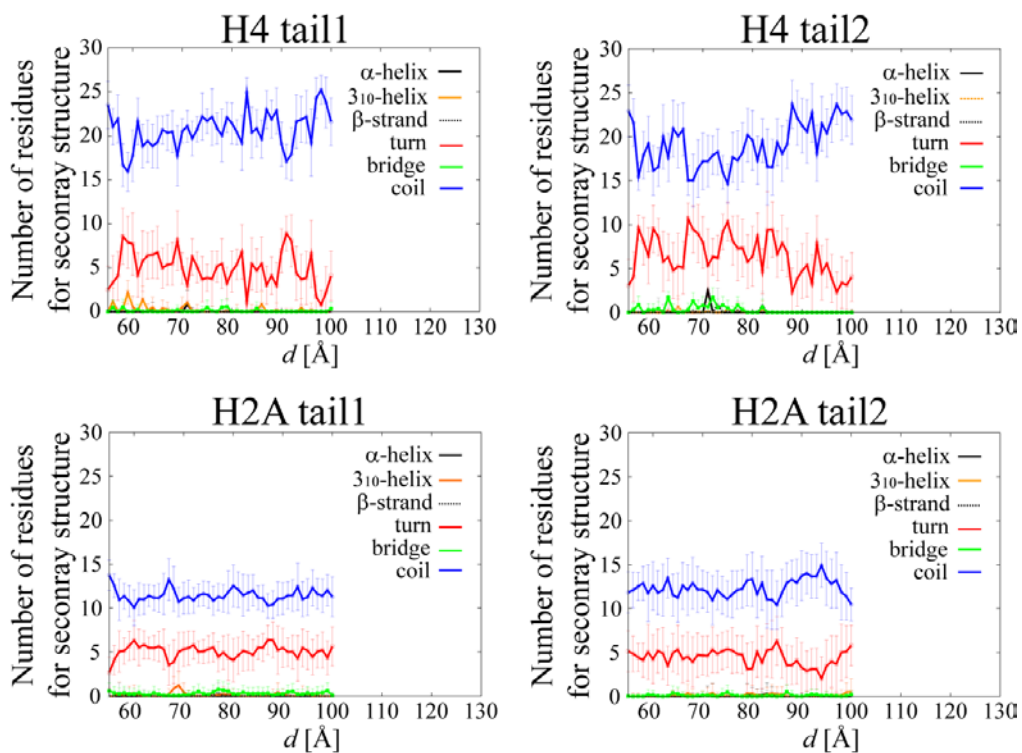 H4 tail1
Number of residues
for seconray structure
30
25
20
15
10
5
0
α-helix
3₁₀-helix
β-strand
turn
bridge
coil
60 70 80 90 100 110 120 130
d [Å]
H4 tail2
Number of residues
for seconray structure
30
25
20
15
10
5
0
α-helix
3₁₀-helix
β-strand
turn
bridge
coil
60 70 80 90 100 110 120 130
d [Å]
H2A tail1
Number of residues
for seconray structure
30
25
20
15
10
5
0
α-helix
3₁₀-helix
β-strand
turn
bridge
coil
60 70 80 90 100 110 120 130
d [Å]
H2A tail2
Number of residues
for seconray structure
30
25
20
15
10
5
0
α-helix
3₁₀-helix
β-strand
turn
bridge
coil
60 70 80 90 100 110 120 130
d [Å]